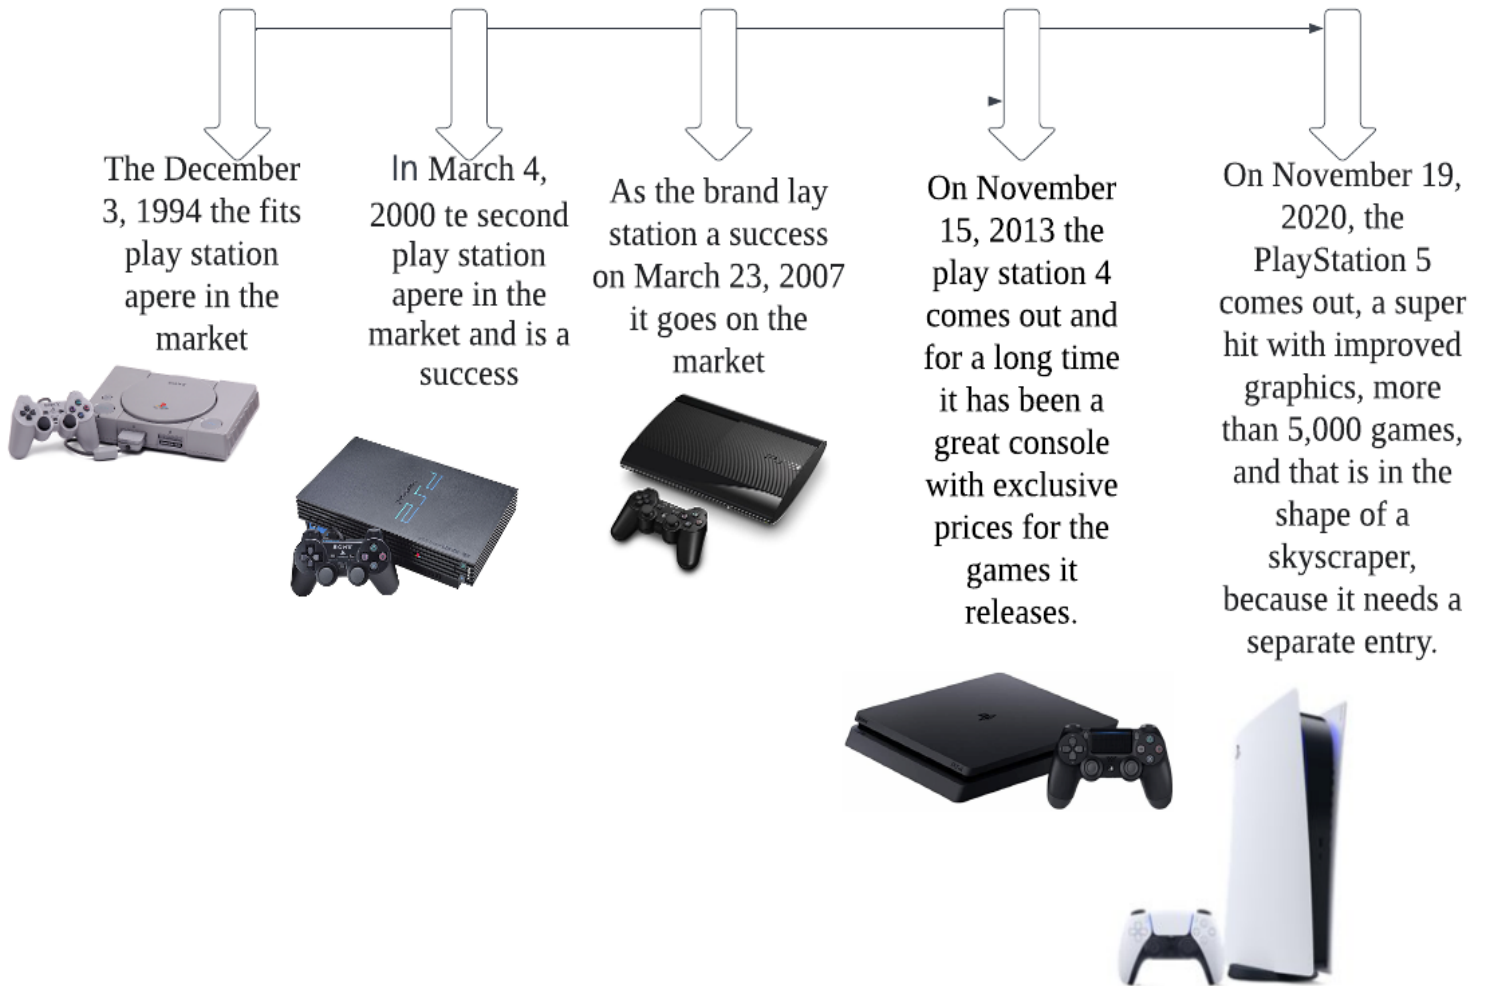 The December
3, 1994 the fits
play station
apere in the
market
In March 4,
2000 te second
play station
apere in the
market and is a
success
As the brand lay
station a success
on March 23, 2007
it goes on the
market
On November
15, 2013 the
play station 4
comes out and
for a long time
it has been a
great console
with exclusive
prices for the
games it
releases.
On November 19,
2020, the
PlayStation 5
comes out, a super
hit with improved
graphics, more
than 5,000 games,
and that is in the
shape of a
skyscraper,
because it needs a
separate entry.
SONY